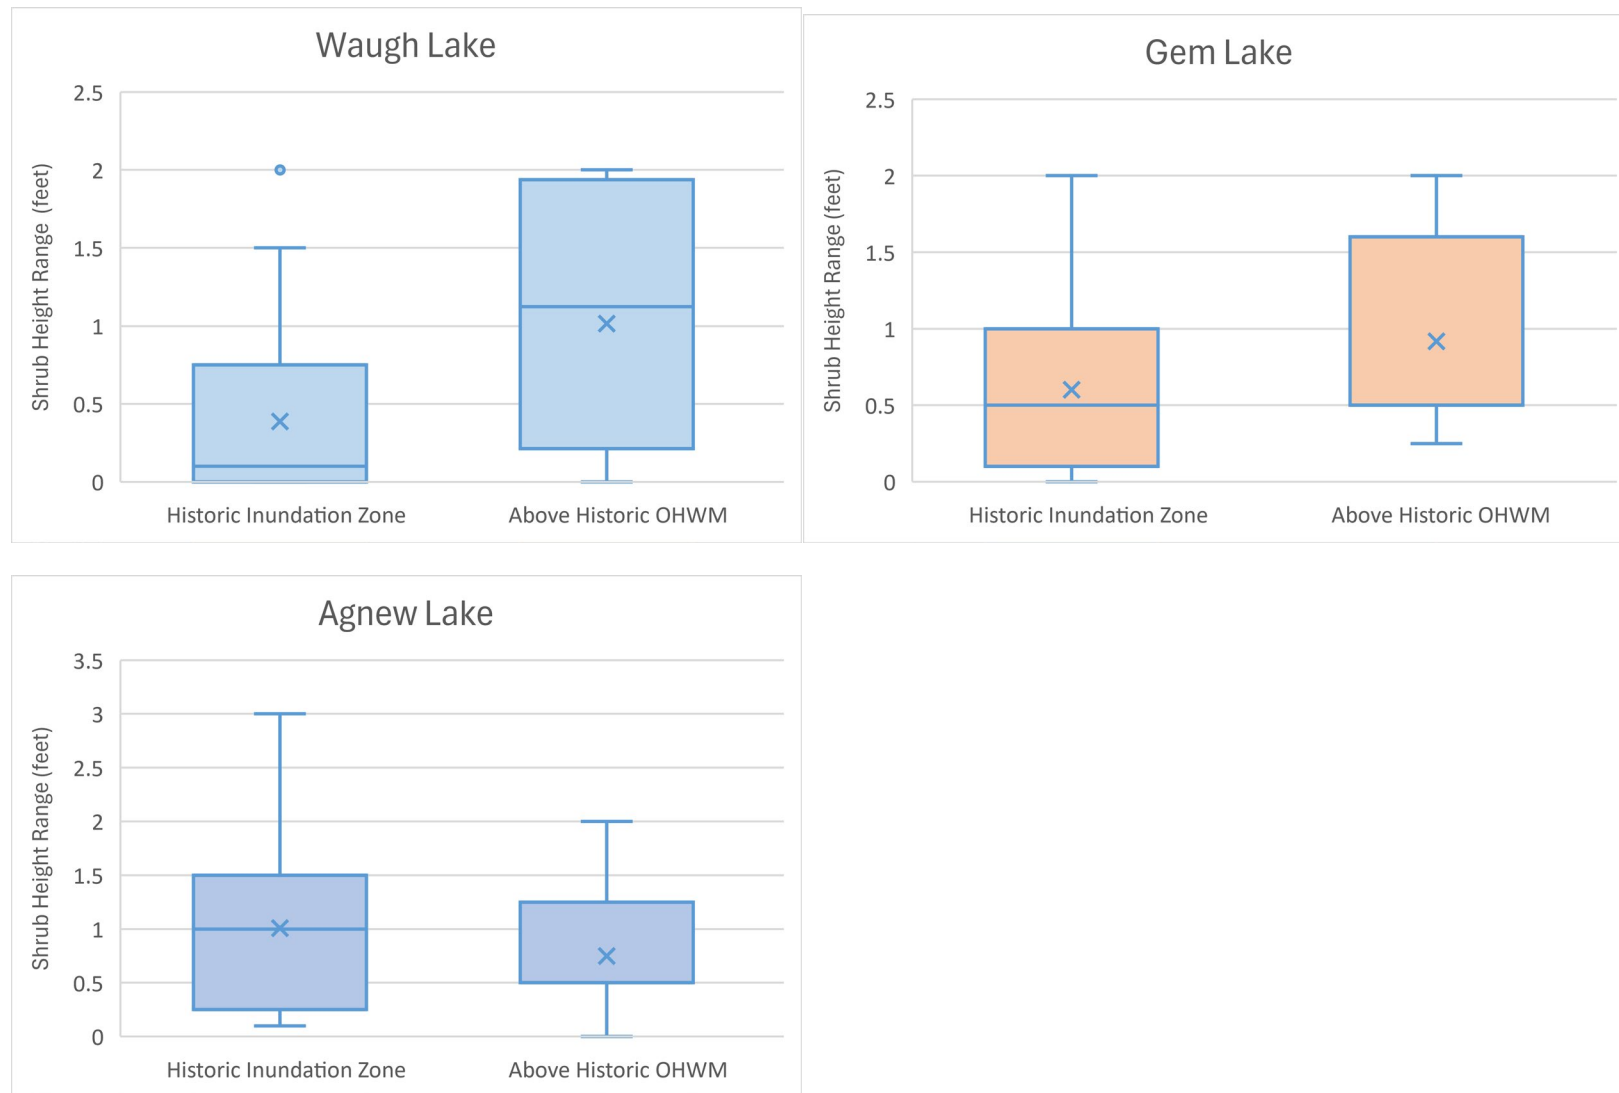 Waugh Lake
Shrub Height Range (feet)
2.5
2
1.5
1
0.5
0
Historic Inundation Zone
Above Historic OHWM
Gem Lake
Shrub Height Range (feet)
2.5
2
1.5
1
0.5
0
Historic Inundation Zone
Above Historic OHWM
Agnew Lake
Shrub Height Range (feet)
3.5
3
2.5
2
1.5
1
0.5
0
Historic Inundation Zone
Above Historic OHWM